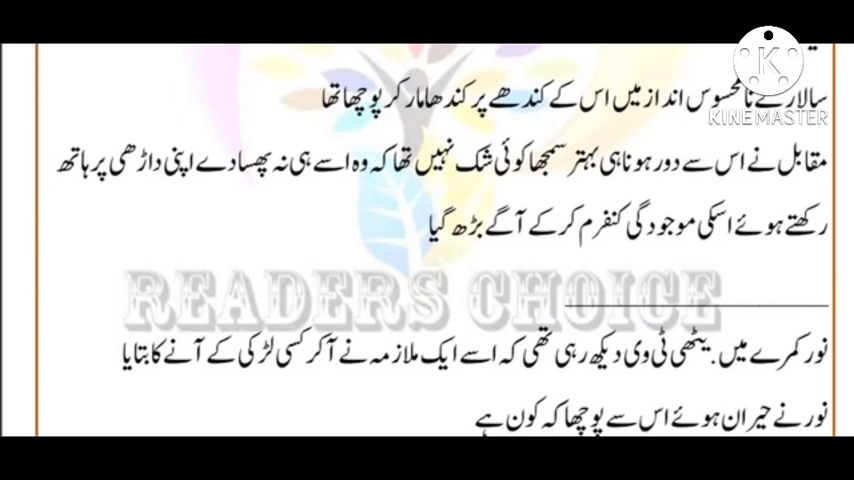 K
KINEMASTER
سالار نے نامحسوس انداز میں اس کے کندھے پر کندھا مار کر پوچھا تھا
مقابل نے اس سے دور ہونا ہی بہتر سمجھا کوئی شک نہیں تھا کہ وہ اسے ہی نہ پھسا دے اپنی داڑھی پر ہاتھ
رکھتے ہوئے اسکی موجودگی کنفرم کر کے آگے بڑھ گیا
READERS CHOICE
نور کمرے میں. بیٹھی ٹی وی دیکھ رہی تھی کہ اسے ایک ملازمہ نے آکر کسی لڑکی کے آنے کا بتایا
نور نے حیران ہوئے اس سے پوچھا کہ کون ہے